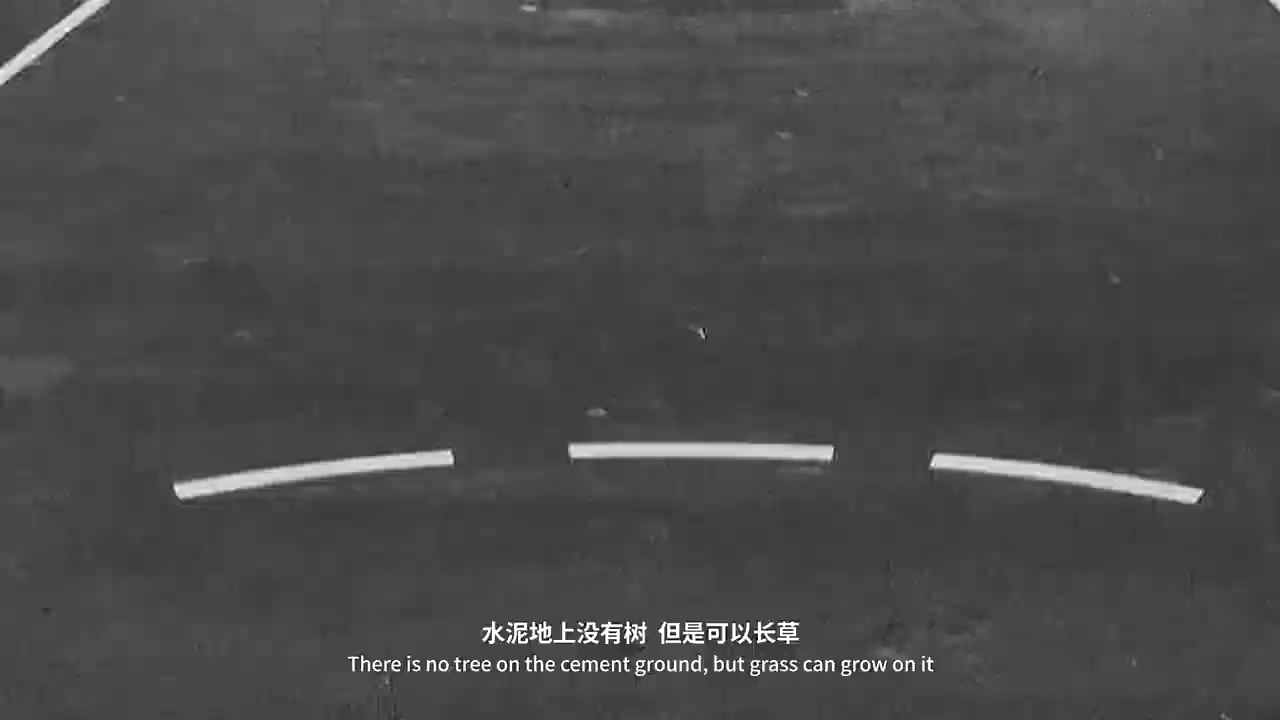 水泥地上没有树 但是可以长草
There is no tree on the cement ground, but grass can grow on it